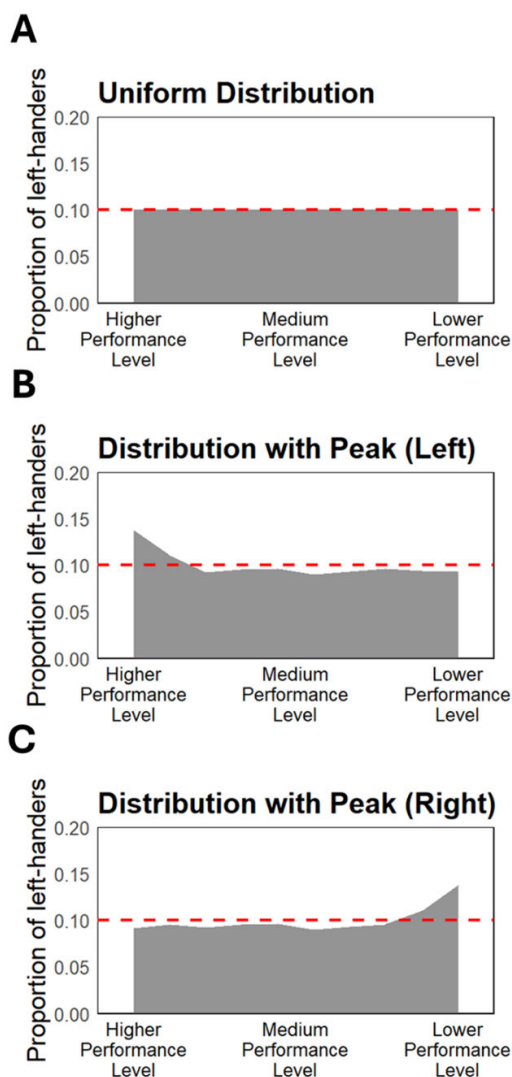 A
Uniform Distribution
Proportion of left-handers
0.20
0.15
0.10
0.05
0.00
Higher
Performance
Level
Medium
Performance
Level
Lower
Performance
Level
B
Distribution with Peak (Left)
Proportion of left-handers
0.20
0.15
0.10
0.05
0.00
Higher
Performance
Level
Medium
Performance
Level
Lower
Performance
Level
C
Distribution with Peak (Right)
Proportion of left-handers
0.20
0.15
0.10
0.05
0.00
Higher
Performance
Level
Medium
Performance
Level
Lower
Performance
Level